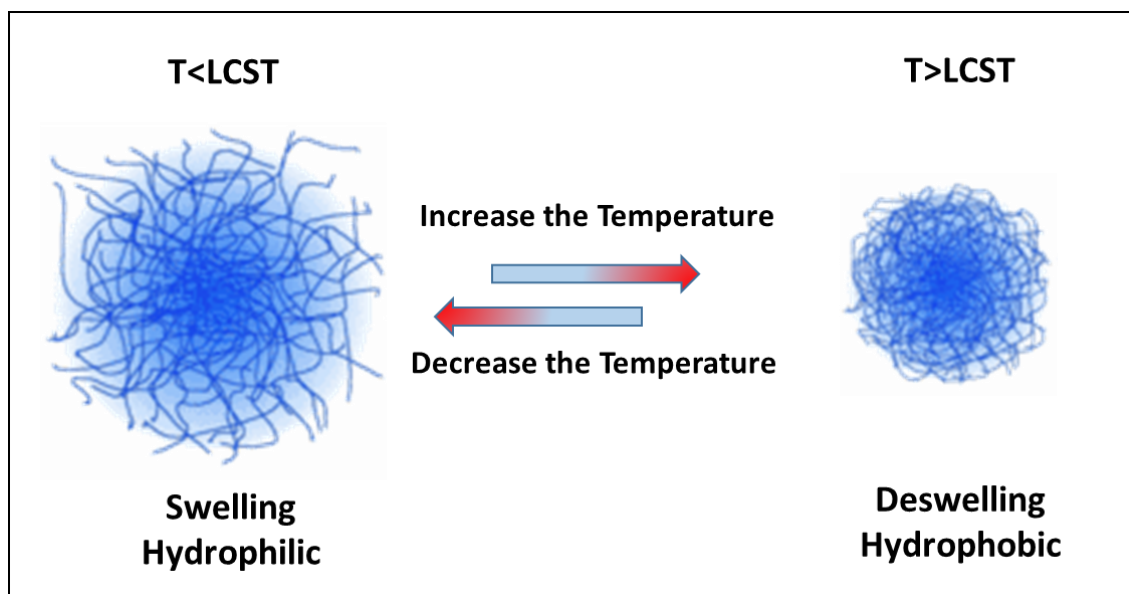 T<LCST
T>LCST
Increase the Temperature
Decrease the Temperature
Swelling
Hydrophilic
Deswelling
Hydrophobic